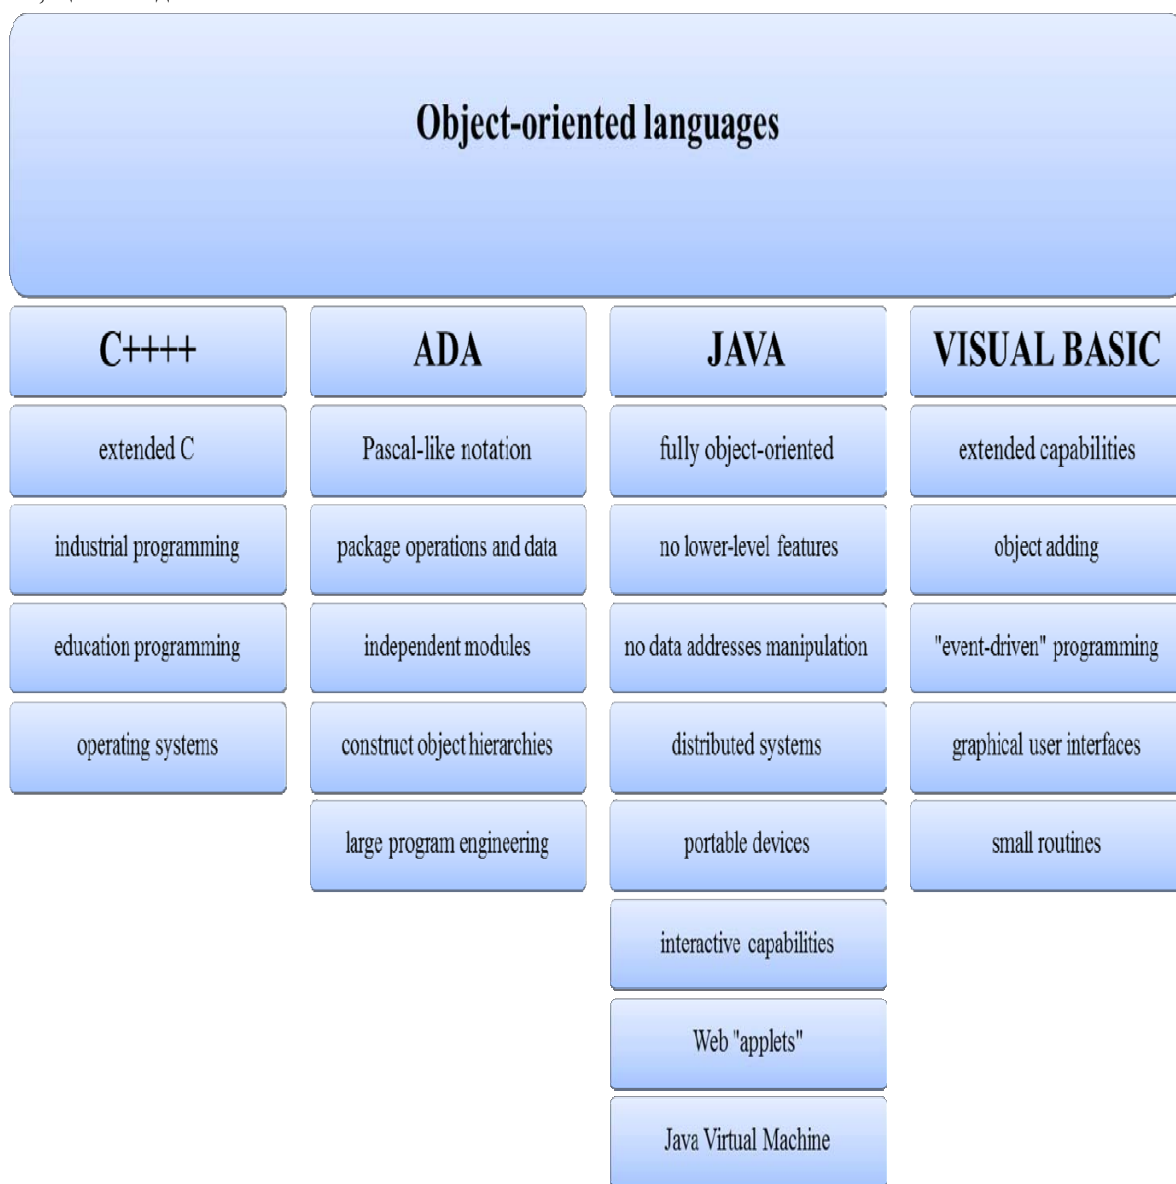 Object-oriented languages
C++++
extended C
industrial programming
education programming
operating systems
ADA
Pascal-like notation
package operations and data
independent modules
construct object hierarchies
large program engineering
JAVA
fully object-oriented
no lower-level features
no data addresses manipulation
distributed systems
portable devices
interactive capabilities
Web "applets"
Java Virtual Machine
VISUAL BASIC
extended capabilities
object adding
"event-driven" programming
graphical user interfaces
small routines